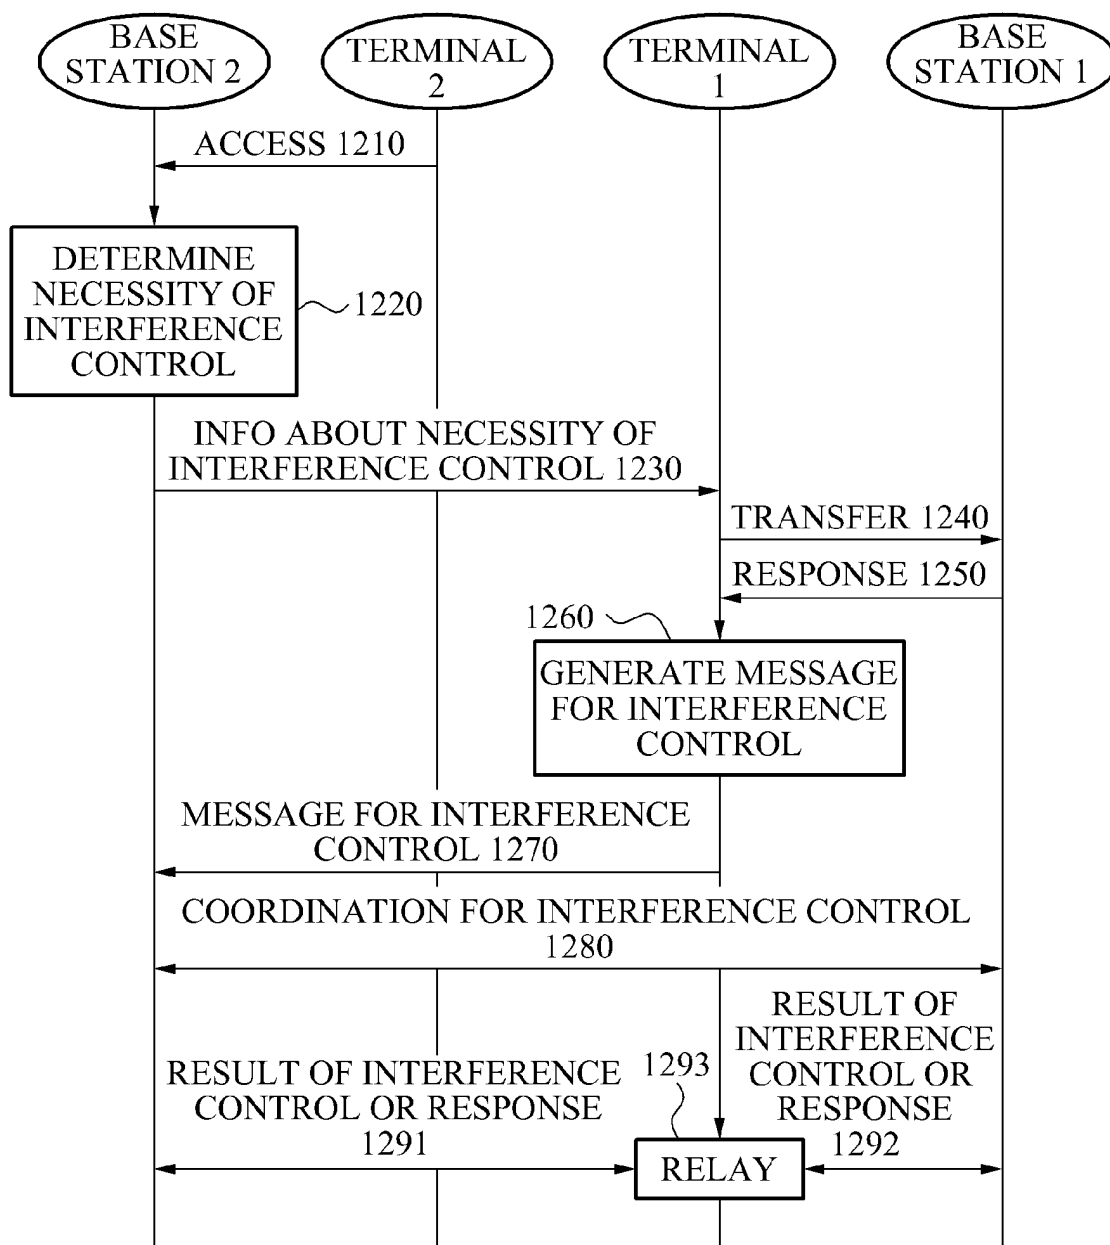 BASE
STATION 2
TERMINAL
2
TERMINAL
1
BASE
STATION 1
ACCESS 1210
DETERMINE
NECESSITY OF
INTERFERENCE
CONTROL
1220
INFO ABOUT NECESSITY OF
INTERFERENCE CONTROL 1230
TRANSFER 1240
RESPONSE 1250
1260
GENERATE MESSAGE
FOR INTERFERENCE
CONTROL
MESSAGE FOR INTERFERENCE
CONTROL 1270
COORDINATION FOR INTERFERENCE CONTROL
1280
RESULT OF INTERFERENCE
CONTROL OR RESPONSE
1291
1293
RELAY
RESULT OF
INTERFERENCE
CONTROL OR
RESPONSE
1292